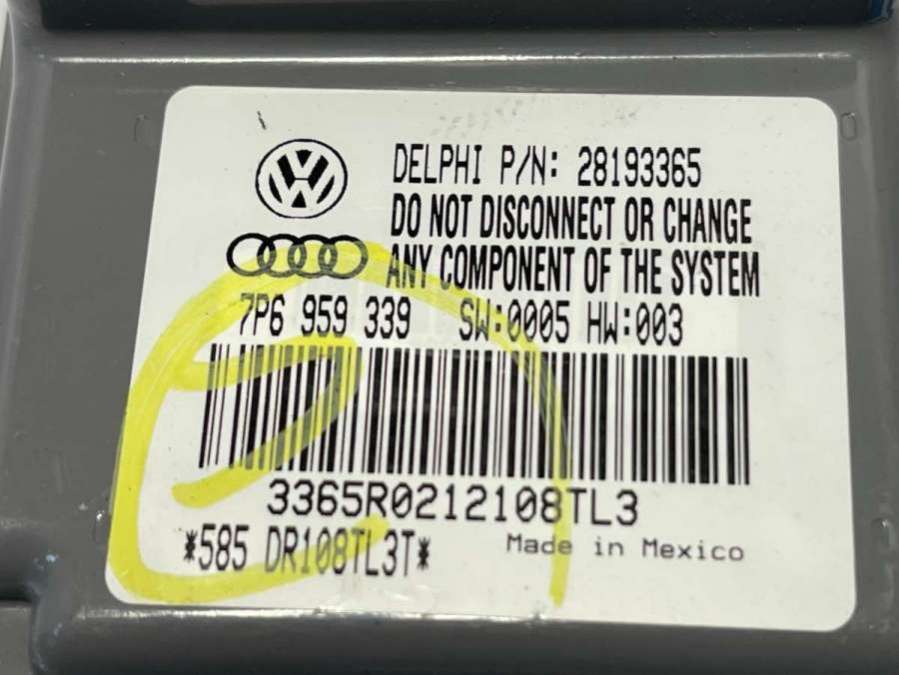 DELPHI P/N: 28193365
DO NOT DISCONNECT OR CHANGE
ANY COMPONENT OF THE SYSTEM
7P6 959 339 SW:0005 HW:003
3365R0212108TL3
*585 DR108TL3T*
Made in Mexico